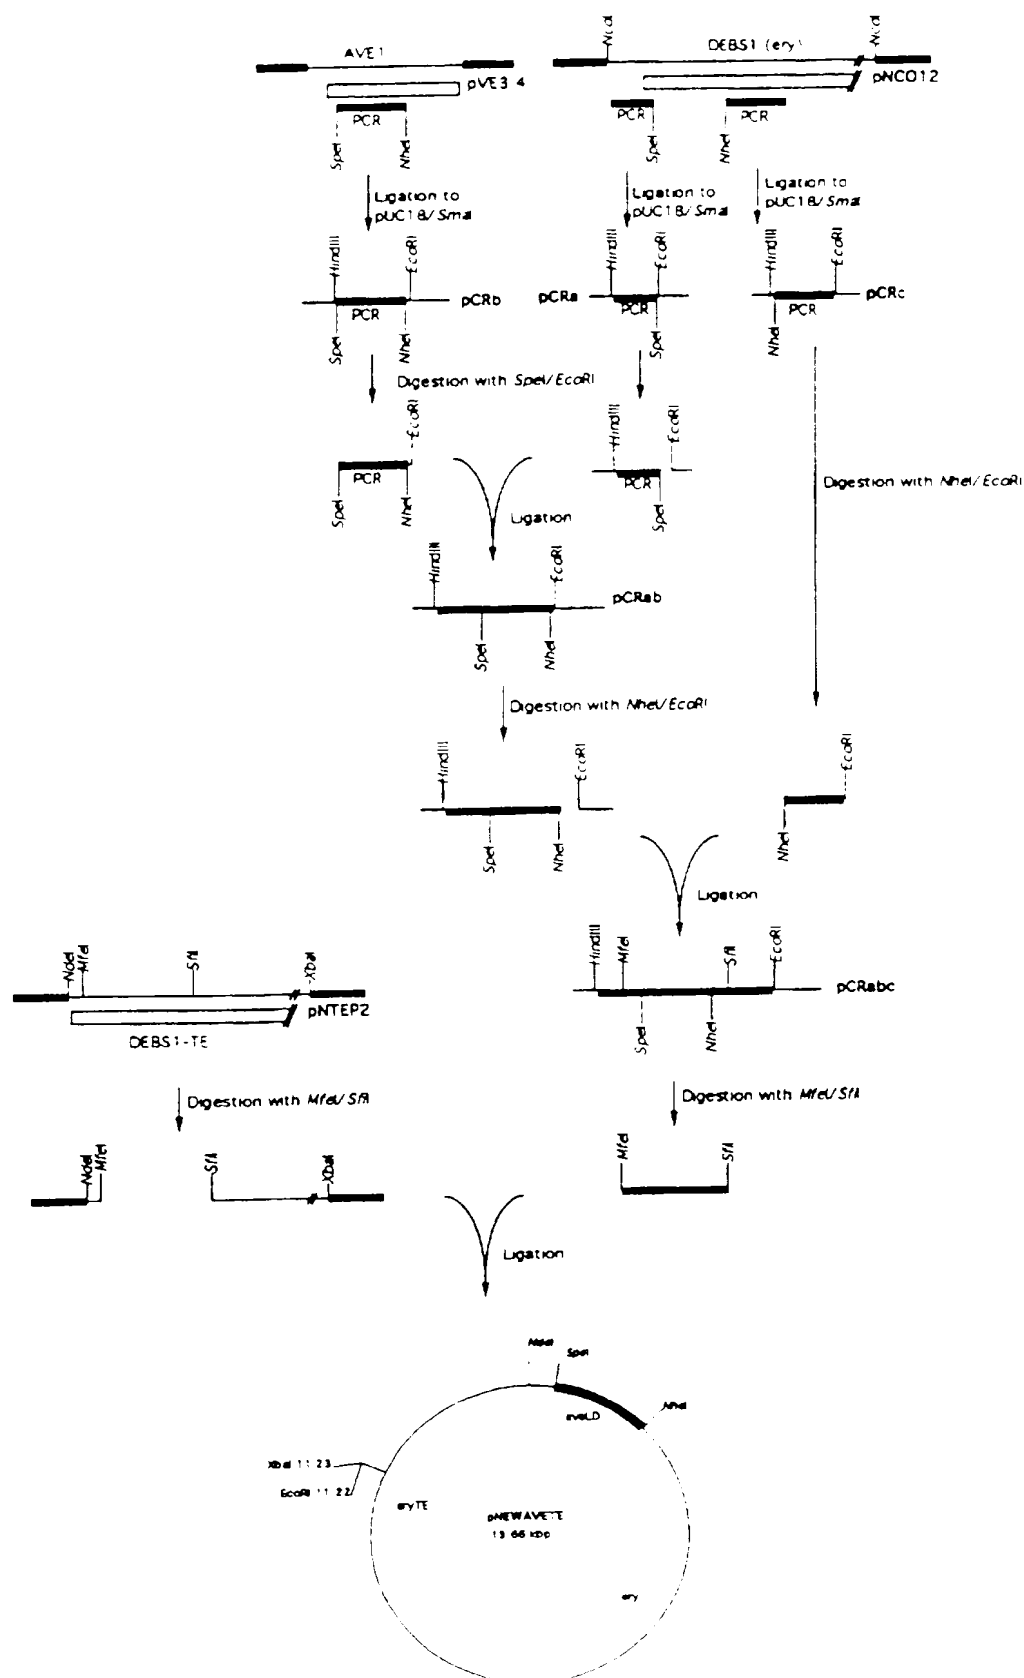 AVE1
pVE3.4
PCR
SpeI
NheI
NcoI
DEBS1 (ery)
NcoI
pNCO12
PCR
SpeI
PCR
NheI
Ligation to
pUC18/SmaI
Ligation to
pUC18/SmaI
Ligation to
pUC18/SmaI
HindIII
EcoRI
pCRb
PCR
SpeI
NheI
pCRa
HindIII
EcoRI
PCR
SpeI
HindIII
EcoRI
pCRc
PCR
NheI
Digestion with SpeI/EcoRI
EcoRI
PCR
SpeI
NheI
HindIII
EcoRI
PCR
SpeI
Digestion with NheI/EcoRI
Ligation
HindIII
EcoRI
pCRab
SpeI
NheI
Digestion with NheI/EcoRI
HindIII
EcoRI
SpeI
NheI
EcoRI
NheI
Ligation
NdeI
MfeI
SfiI
XbaI
pNTEP2
DEBS1-TE
HindIII
MfeI
SfiI
EcoRI
pCRabc
SpeI
NheI
Digestion with MfeI/SfiI
Digestion with MfeI/SfiI
NdeI
MfeI
SfiI
XbaI
MfeI
SfiI
Ligation
NdeI
SpeI
NheI
aveLD
XbaI 11.23
EcoRI 11.22
eryTE
pNEWAVETE
13.66 kbp
ery